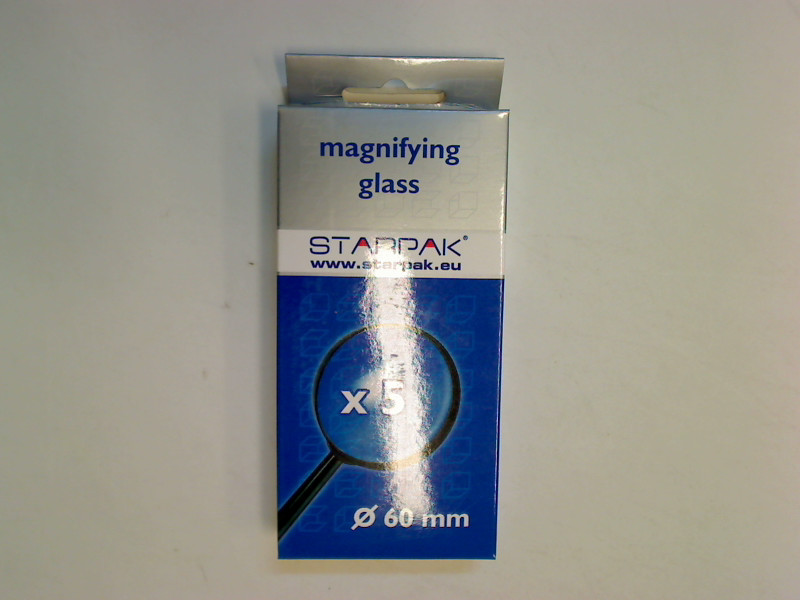 magnifying
glass
STARPAK®
www.starpak.eu
x 5
Ø 60 mm